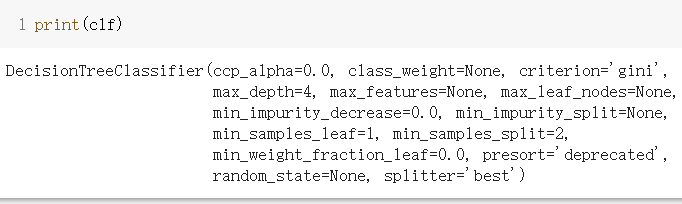 1 print(clf)
DecisionTreeClassifier(ccp_alpha=0.0, class_weight=None, criterion='gini',
max_depth=4, max_features=None, max_leaf_nodes=None,
min_impurity_decrease=0.0, min_impurity_split=None,
min_samples_leaf=1, min_samples_split=2,
min_weight_fraction_leaf=0.0, presort='deprecated',
random_state=None, splitter='best')